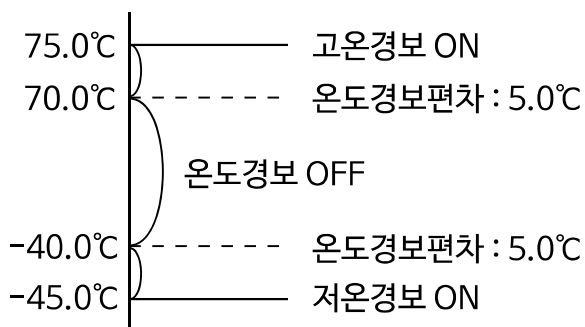 75.0℃ 고온경보 ON
70.0℃ 온도경보편차 : 5.0℃
온도경보 OFF
-40.0℃ 온도경보편차 : 5.0℃
-45.0℃ 저온경보 ON